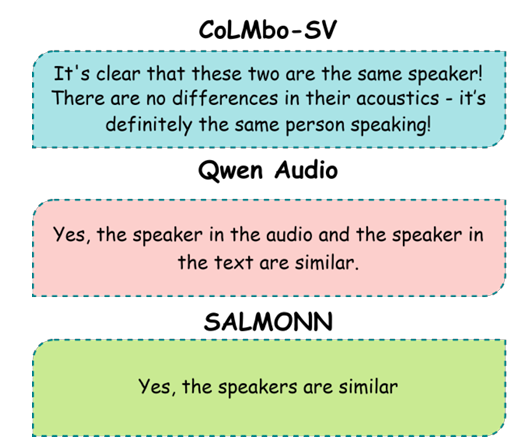 CoLMbo-SV
It's clear that these two are the same speaker!
There are no differences in their acoustics - it’s
definitely the same person speaking!
Qwen Audio
Yes, the speaker in the audio and the speaker in
the text are similar.
SALMONN
Yes, the speakers are similar